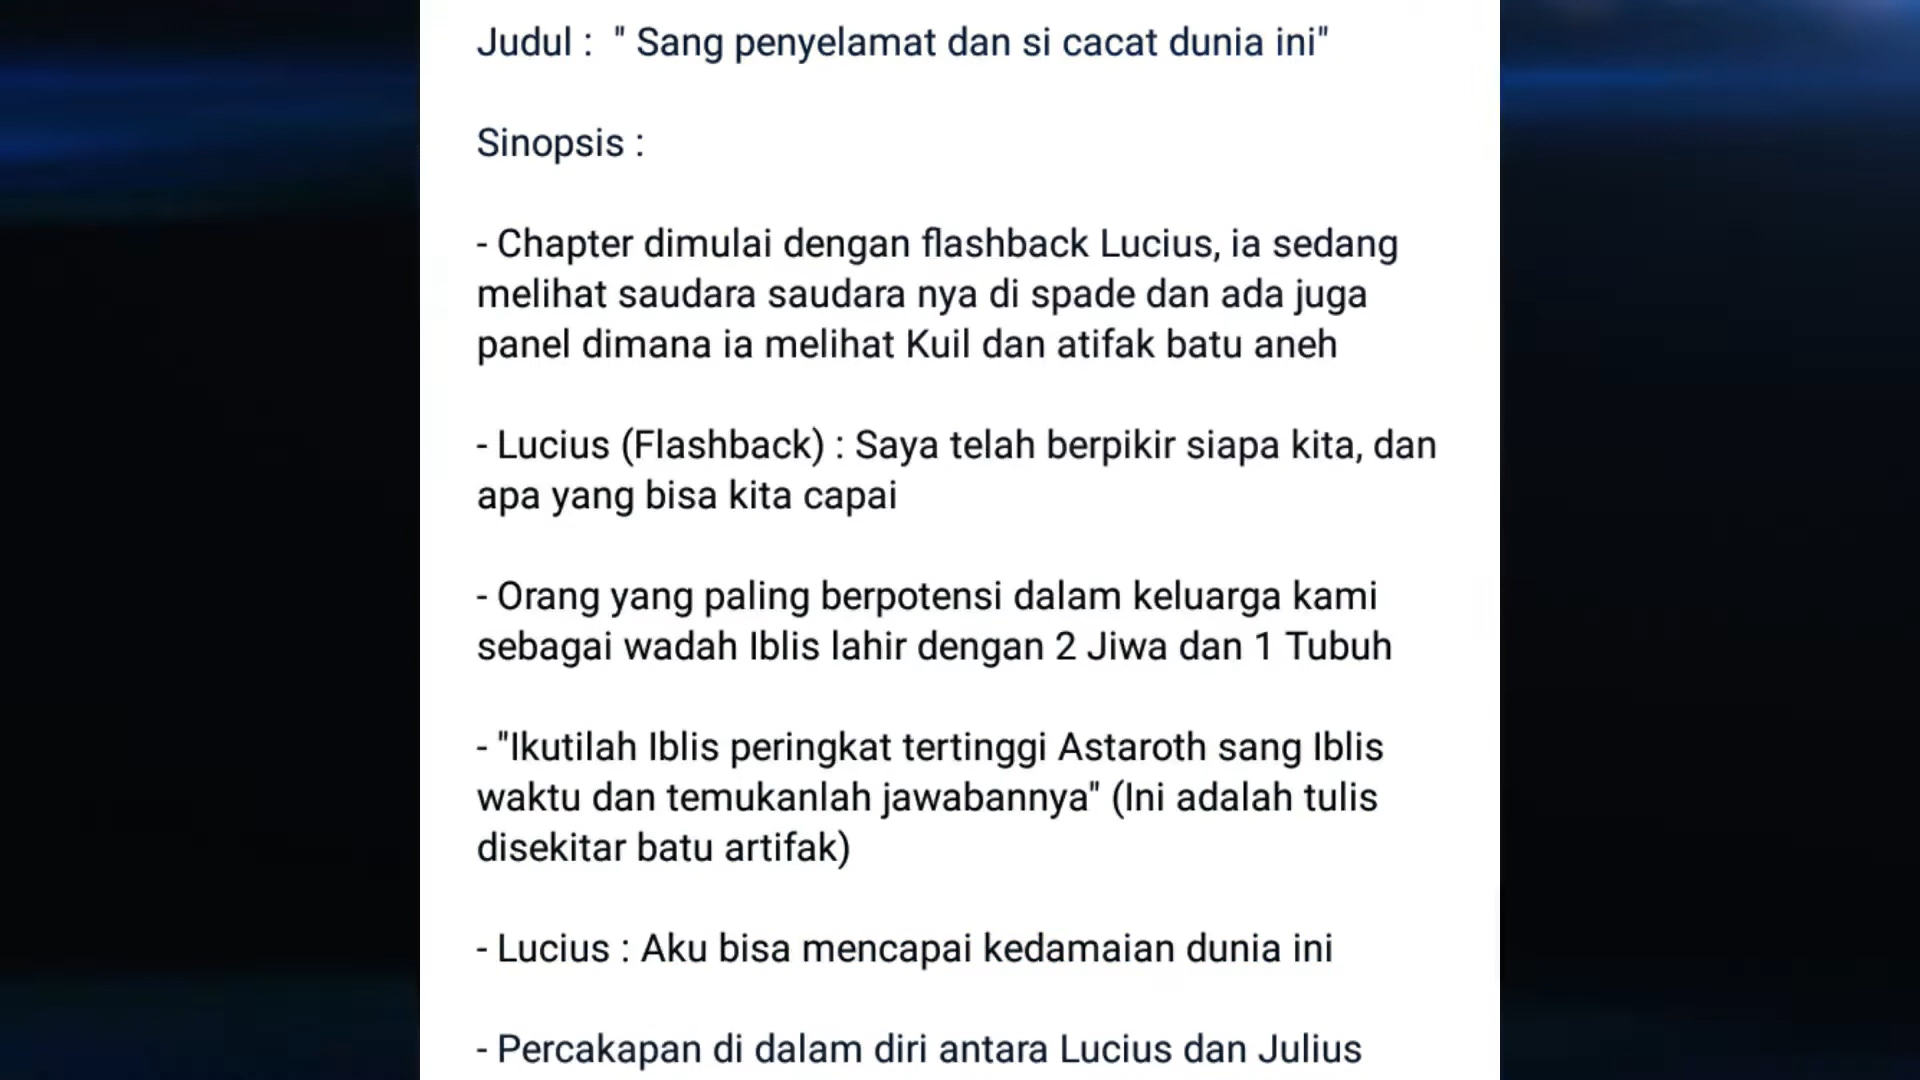 Judul : " Sang penyelamat dan si cacat dunia ini"
Sinopsis :
- Chapter dimulai dengan flashback Lucius, ia sedang
melihat saudara saudara nya di spade dan ada juga
panel dimana ia melihat Kuil dan atifak batu aneh
- Lucius (Flashback) : Saya telah berpikir siapa kita, dan
apa yang bisa kita capai
- Orang yang paling berpotensi dalam keluarga kami
sebagai wadah Iblis lahir dengan 2 Jiwa dan 1 Tubuh
- "Ikutilah Iblis peringkat tertinggi Astaroth sang Iblis
waktu dan temukanlah jawabannya" (Ini adalah tulis
disekitar batu artifak)
- Lucius : Aku bisa mencapai kedamaian dunia ini
- Percakapan di dalam diri antara Lucius dan Julius